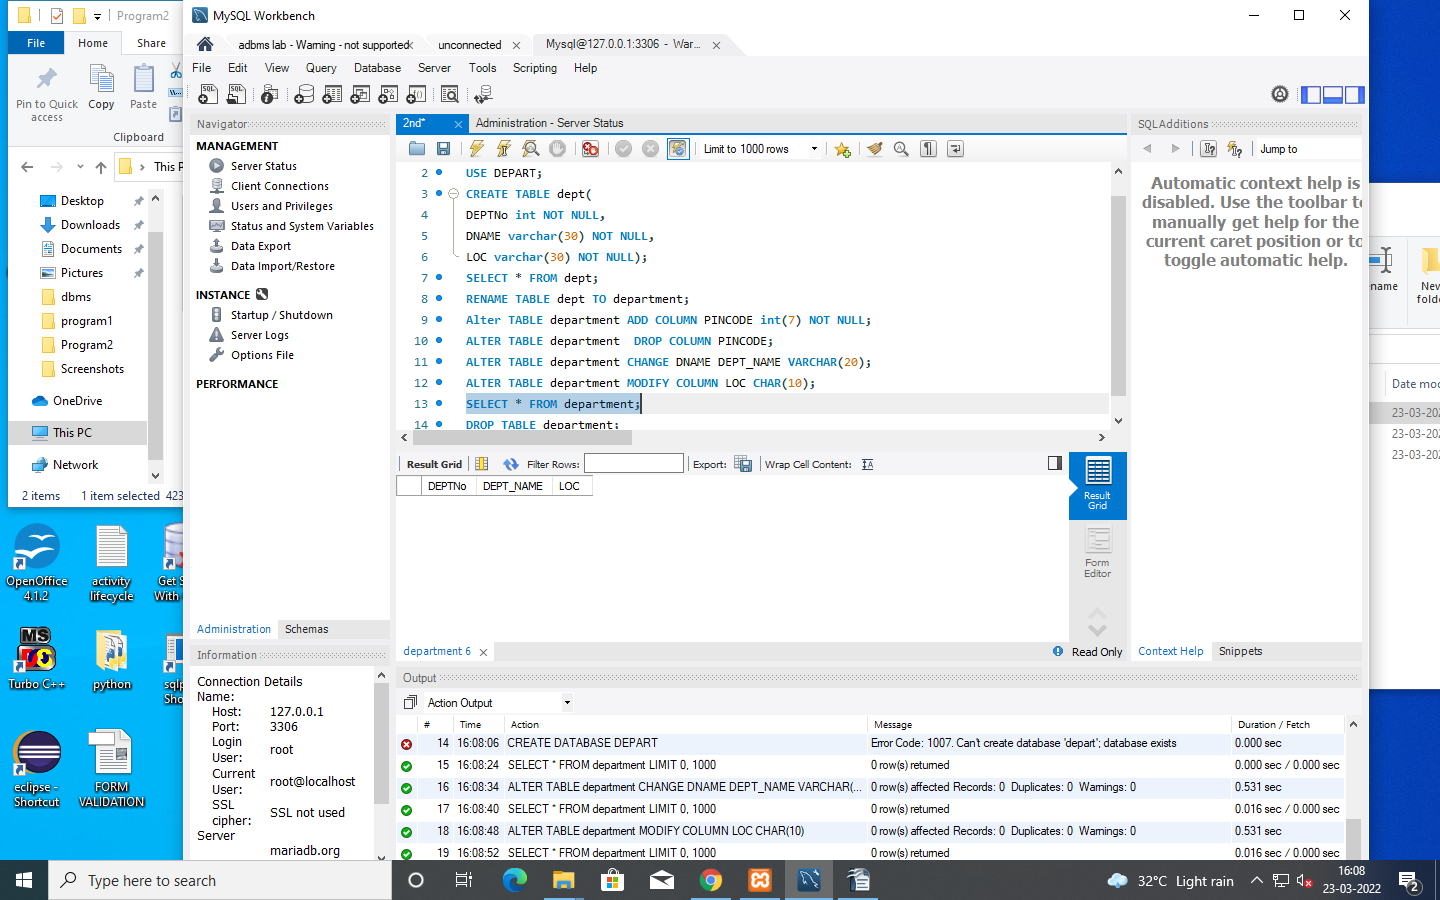 Program2
File
Home
Share
Pin to Quick access
Copy
Paste
Clipboard
This P
Desktop
Downloads
Documents
Pictures
dbms
program1
Program2
Screenshots
OneDrive
This PC
Network
2 items 1 item selected 423
OpenOffice 4.1.2
activity lifecycle
Get S
With
Turbo C++
python
sqlp
Sho
eclipse - Shortcut
FORM VALIDATION
MySQL Workbench
adbms lab - Warning - not supported
unconnected
Mysql@127.0.0.1:3306 - War...
File Edit View Query Database Server Tools Scripting Help
Navigator
MANAGEMENT
Server Status
Client Connections
Users and Privileges
Status and System Variables
Data Export
Data Import/Restore
INSTANCE
Startup / Shutdown
Server Logs
Options File
PERFORMANCE
Administration Schemas
Information
Connection Details
Name:
Host: 127.0.0.1
Port: 3306
Login User: root
Current User: root@localhost
SSL cipher: SSL not used
Server
mariadb.org
2nd*
Administration - Server Status
Limit to 1000 rows
2 USE DEPART;
3 CREATE TABLE dept(
4 DEPTNo int NOT NULL,
5 DNAME varchar(30) NOT NULL,
6 LOC varchar(30) NOT NULL);
7 SELECT * FROM dept;
8 RENAME TABLE dept TO department;
9 Alter TABLE department ADD COLUMN PINCODE int(7) NOT NULL;
10 ALTER TABLE department  DROP COLUMN PINCODE;
11 ALTER TABLE department CHANGE DNAME DEPT_NAME VARCHAR(20);
12 ALTER TABLE department MODIFY COLUMN LOC CHAR(10);
13 SELECT * FROM department;
14 DROP TABLE department;
Result Grid Filter Rows: Export: Wrap Cell Content:
DEPTNo DEPT_NAME LOC
Result Grid
Form Editor
department 6
Read Only
Output
Action Output
# Time Action Message Duration / Fetch
14 16:08:06 CREATE DATABASE DEPART Error Code: 1007. Can't create database 'depart'; database exists 0.000 sec
15 16:08:24 SELECT * FROM department LIMIT 0, 1000 0 row(s) returned 0.000 sec / 0.000 sec
16 16:08:34 ALTER TABLE department CHANGE DNAME DEPT_NAME VARCHAR(... 0 row(s) affected Records: 0 Duplicates: 0 Warnings: 0 0.531 sec
17 16:08:40 SELECT * FROM department LIMIT 0, 1000 0 row(s) returned 0.016 sec / 0.000 sec
18 16:08:48 ALTER TABLE department MODIFY COLUMN LOC CHAR(10) 0 row(s) affected Records: 0 Duplicates: 0 Warnings: 0 0.531 sec
19 16:08:52 SELECT * FROM department LIMIT 0, 1000 0 row(s) returned 0.016 sec / 0.000 sec
SQLAdditions
Jump to
Automatic context help is
disabled. Use the toolbar to
manually get help for the
current caret position or to
toggle automatic help.
Context Help Snippets
ename
New
folde
Date mod
23-03-202
23-03-202
23-03-202
Type here to search
32°C Light rain
16:08
23-03-2022
2